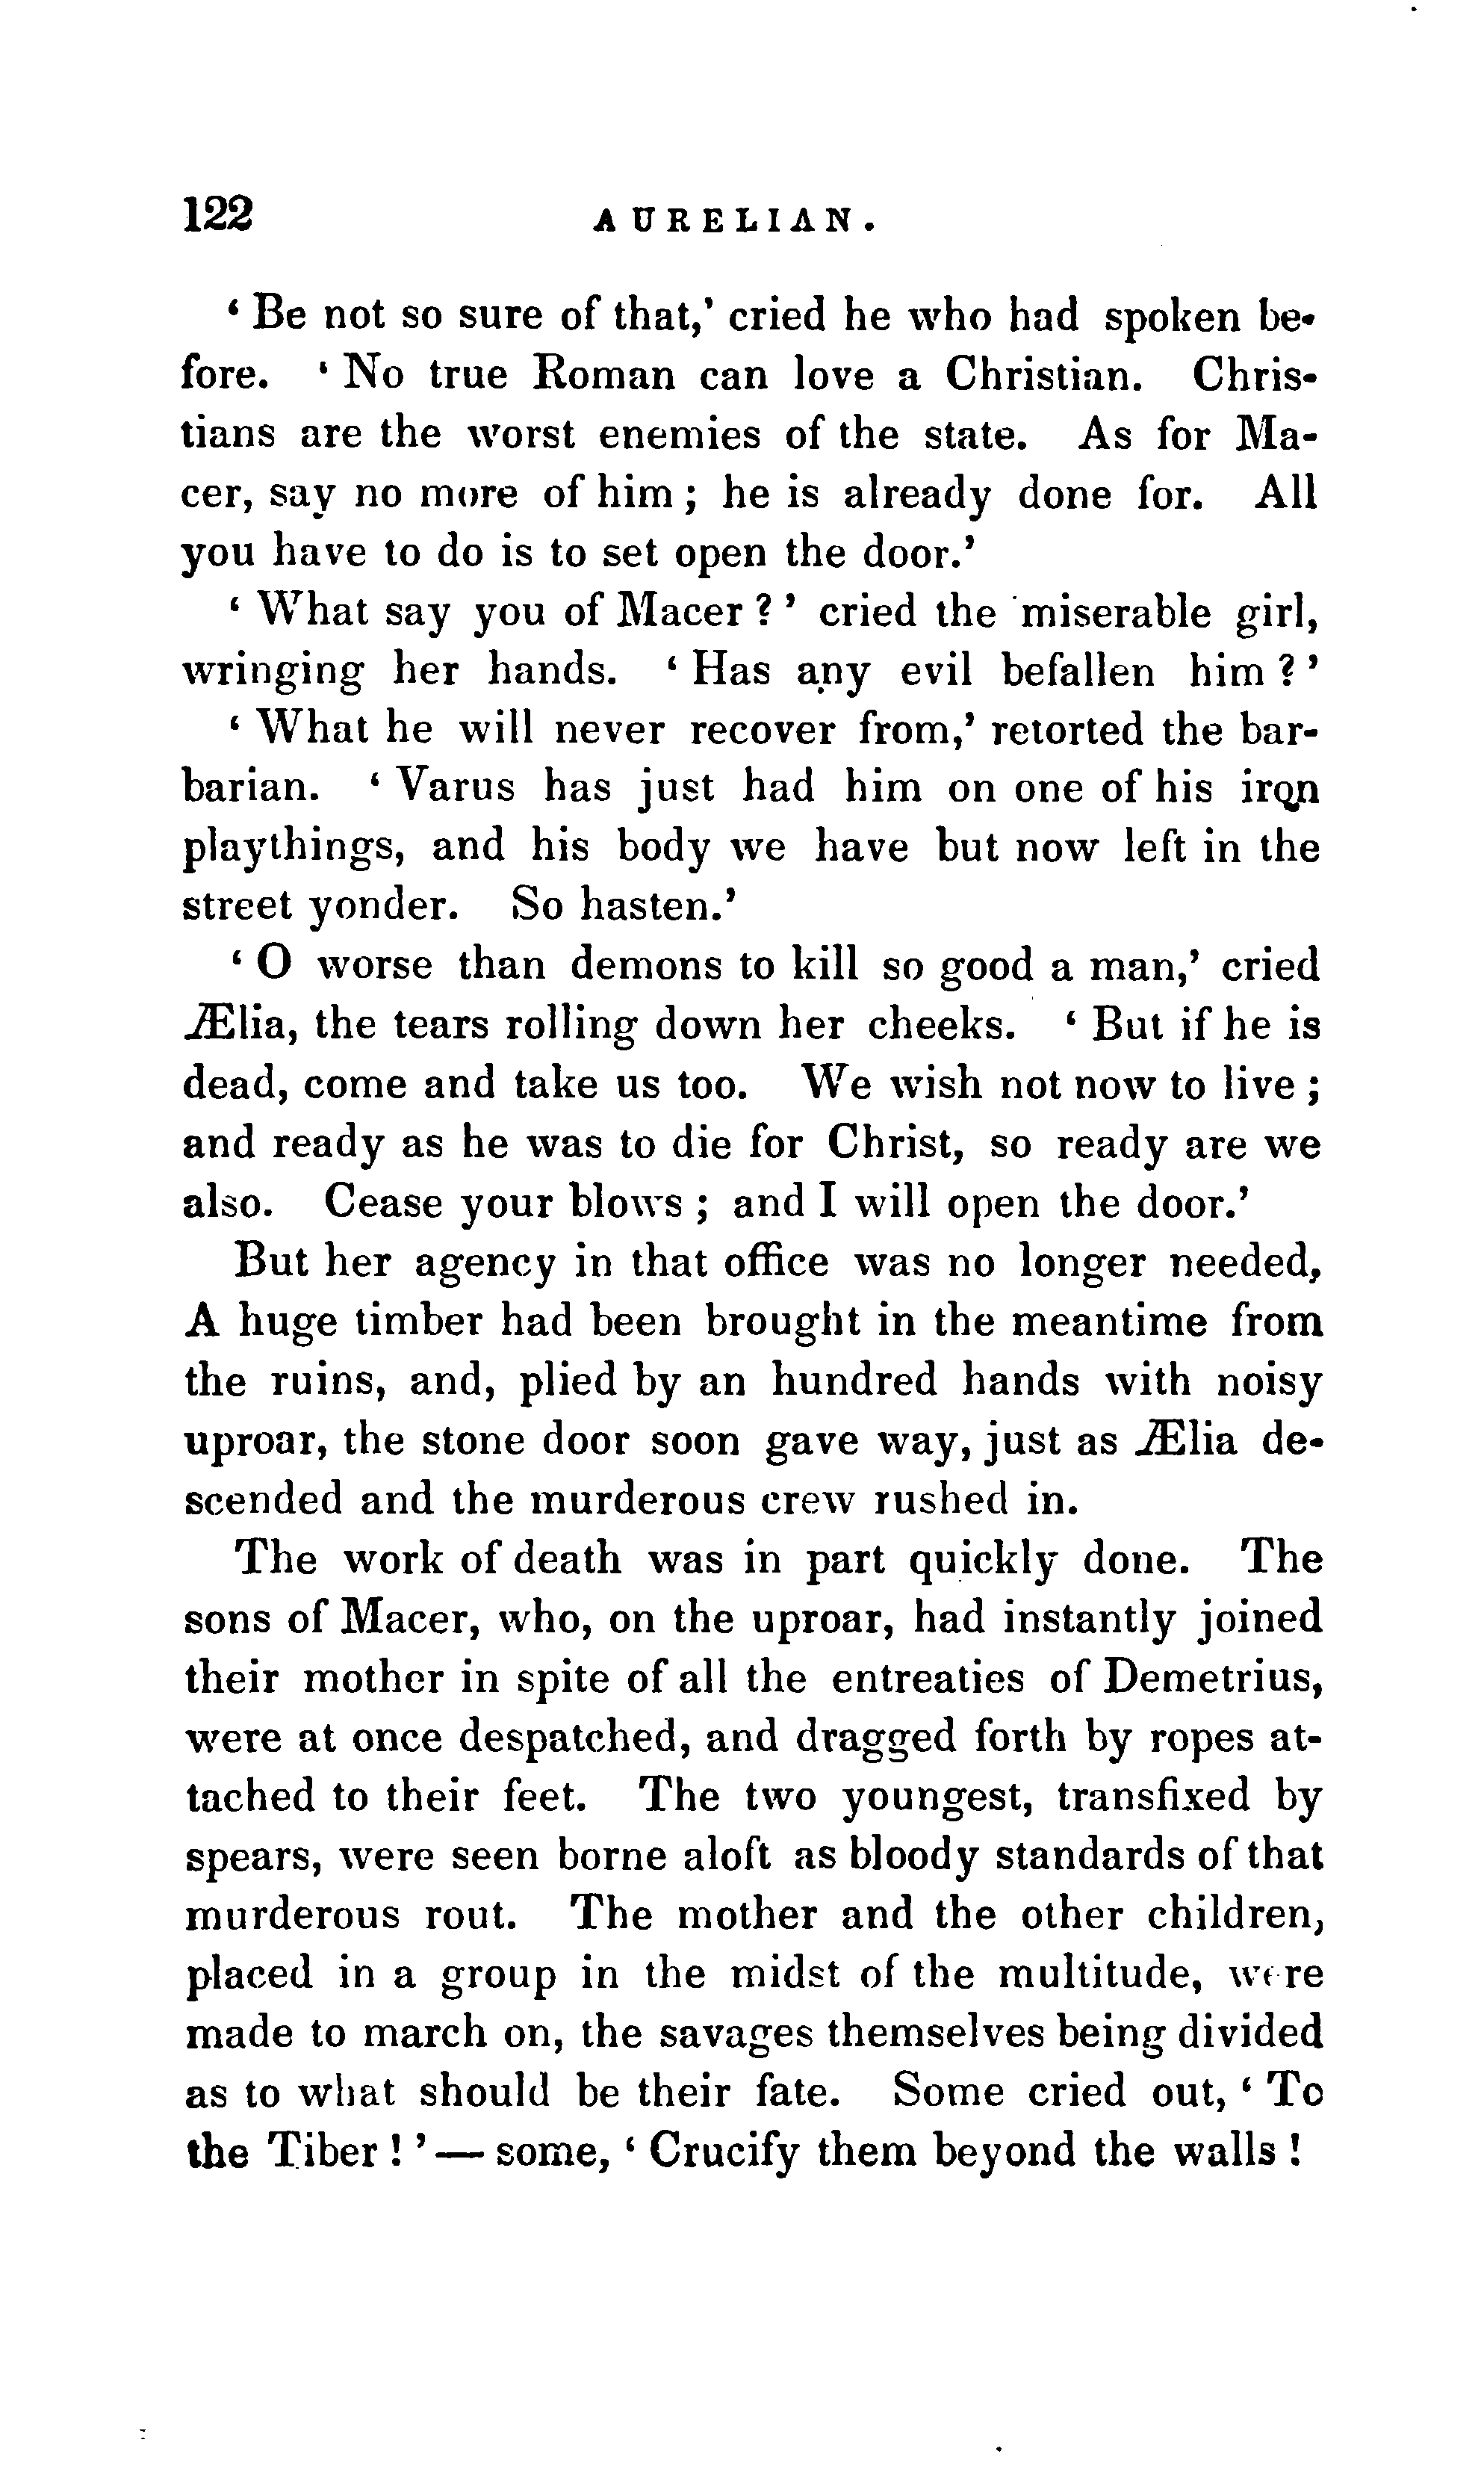 122 AURELIAN.
‘ Be not so sure of that,’ cried he who had spoken be-
fore. ‘ No true Roman can love a Christian. Chris-
tians are the worst enemies of the state. As for Ma-
cer, say no more of him ; he is already done for. All
you have to do is to set open the door.’
‘ What say you of Macer ? ’ cried the miserable girl,
wringing her hands. ‘ Has any evil befallen him ? ’
‘ What he will never recover from,’ retorted the bar-
barian. ‘ Varus has just had him on one of his iron
playthings, and his body we have but now left in the
street yonder. So hasten.’
‘ O worse than demons to kill so good a man,’ cried
Ælia, the tears rolling down her cheeks. ‘ But if he is
dead, come and take us too. We wish not now to live ;
and ready as he was to die for Christ, so ready are we
also. Cease your blows ; and I will open the door.’
But her agency in that office was no longer needed,
A huge timber had been brought in the meantime from
the ruins, and, plied by an hundred hands with noisy
uproar, the stone door soon gave way, just as Ælia de-
scended and the murderous crew rushed in.
The work of death was in part quickly done. The
sons of Macer, who, on the uproar, had instantly joined
their mother in spite of all the entreaties of Demetrius,
were at once despatched, and dragged forth by ropes at-
tached to their feet. The two youngest, transfixed by
spears, were seen borne aloft as bloody standards of that
murderous rout. The mother and the other children,
placed in a group in the midst of the multitude, were
made to march on, the savages themselves being divided
as to what should be their fate. Some cried out, ‘ To
the Tiber ! ’ — some, ‘ Crucify them beyond the walls !